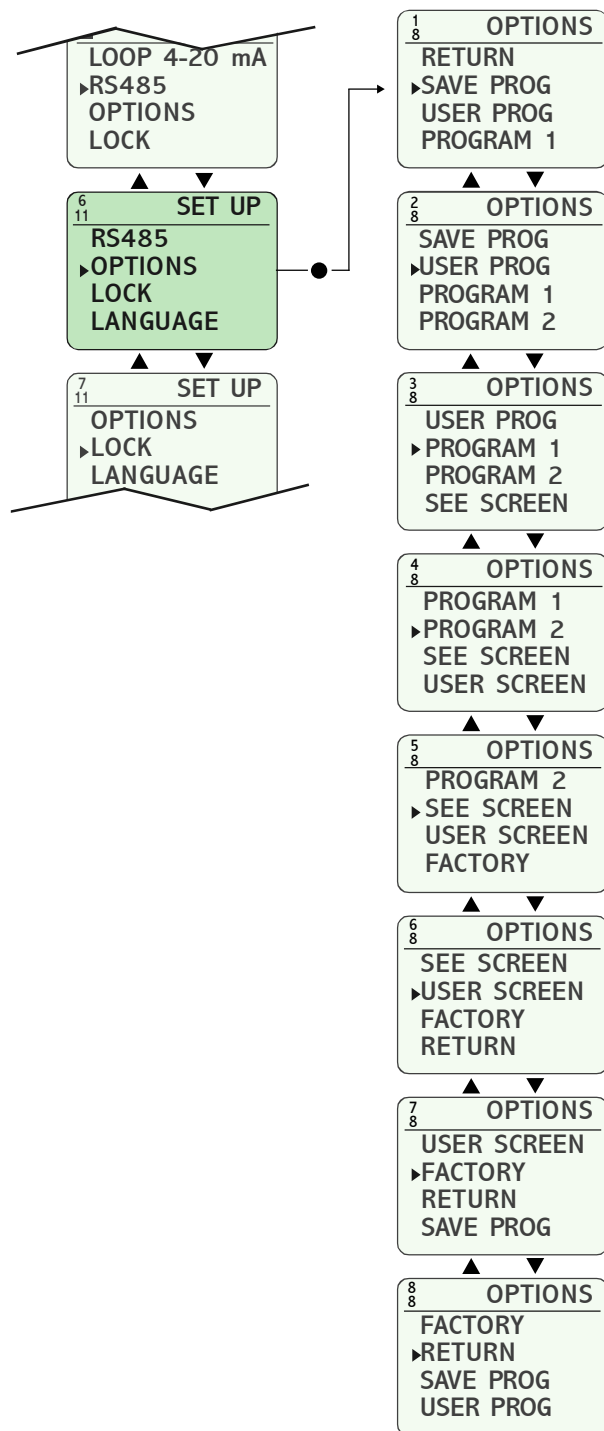 LOOP 4-20 mA
▸RS485
OPTIONS
LOCK
6/11 SET UP
RS485
▸OPTIONS
LOCK
LANGUAGE
7/11 SET UP
OPTIONS
▸LOCK
LANGUAGE
1/8 OPTIONS
RETURN
▸SAVE PROG
USER PROG
PROGRAM 1
2/8 OPTIONS
SAVE PROG
▸USER PROG
PROGRAM 1
PROGRAM 2
3/8 OPTIONS
USER PROG
▸PROGRAM 1
PROGRAM 2
SEE SCREEN
4/8 OPTIONS
PROGRAM 1
▸PROGRAM 2
SEE SCREEN
USER SCREEN
5/8 OPTIONS
PROGRAM 2
▸SEE SCREEN
USER SCREEN
FACTORY
6/8 OPTIONS
SEE SCREEN
▸USER SCREEN
FACTORY
RETURN
7/8 OPTIONS
USER SCREEN
▸FACTORY
RETURN
SAVE PROG
8/8 OPTIONS
FACTORY
▸RETURN
SAVE PROG
USER PROG